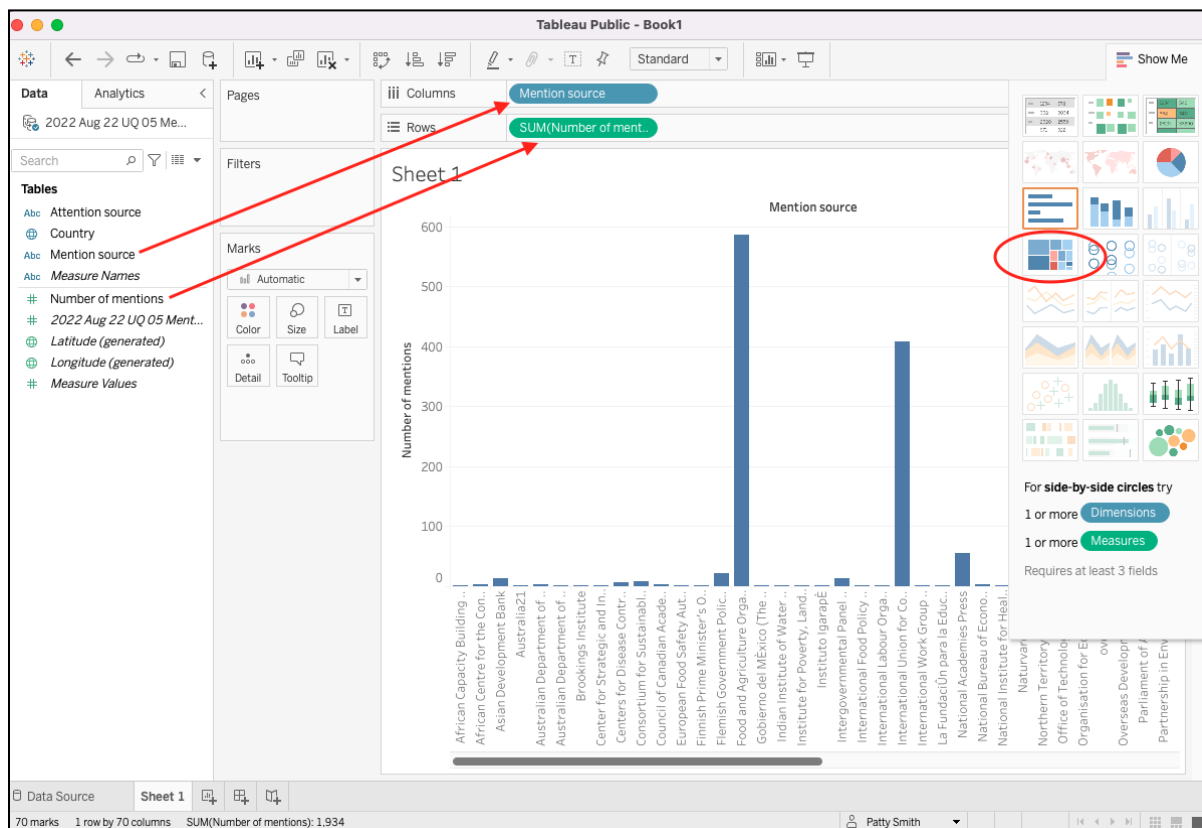 Tableau Public - Book1
Standard
Show Me
Data
Analytics
Pages
iii Columns
Mention source
2022 Aug 22 UQ 05 Me...
Rows
SUM(Number of ment..
Search
Filters
Sheet 1
Tables
Mention source
Abc Attention source
Country
Abc Mention source
Marks
Abc Measure Names
Automatic
# Number of mentions
# 2022 Aug 22 UQ 05 Ment...
Color
Size
Label
Latitude (generated)
Longitude (generated)
Detail
Tooltip
# Measure Values
600
500
400
300
200
100
0
Number of mentions
African Capacity Building ..
African Centre for the Con..
Asian Development Bank
Australia21
Australian Department of ..
Australian Department of ..
Brookings Institute
Center for Strategic and In..
Centers for Disease Contr..
Consortium for Sustainabl..
Council of Canadian Acade..
European Food Safety Aut..
Finnish Prime Minister's O..
Flemish Government Polic..
Food and Agriculture Orga..
Gobierno del MÈxico (The ..
Indian Institute of Water ..
Institute for Poverty, Land..
Instituto IgarapÈ
Intergovernmental Panel ..
International Food Policy ..
International Labour Orga..
International Union for Co..
International Work Group ..
La FundaciÛn para la Educ..
National Academies Press
National Bureau of Econo..
National Institute for Heal..
Naturvar
Northern Territory
Office of Technolog
Organisation for E
ov
Overseas Developm
Parliament of A
Partnership in Env
For side-by-side circles try
1 or more Dimensions
1 or more Measures
Requires at least 3 fields
Data Source
Sheet 1
70 marks
1 row by 70 columns
SUM(Number of mentions): 1,934
Patty Smith